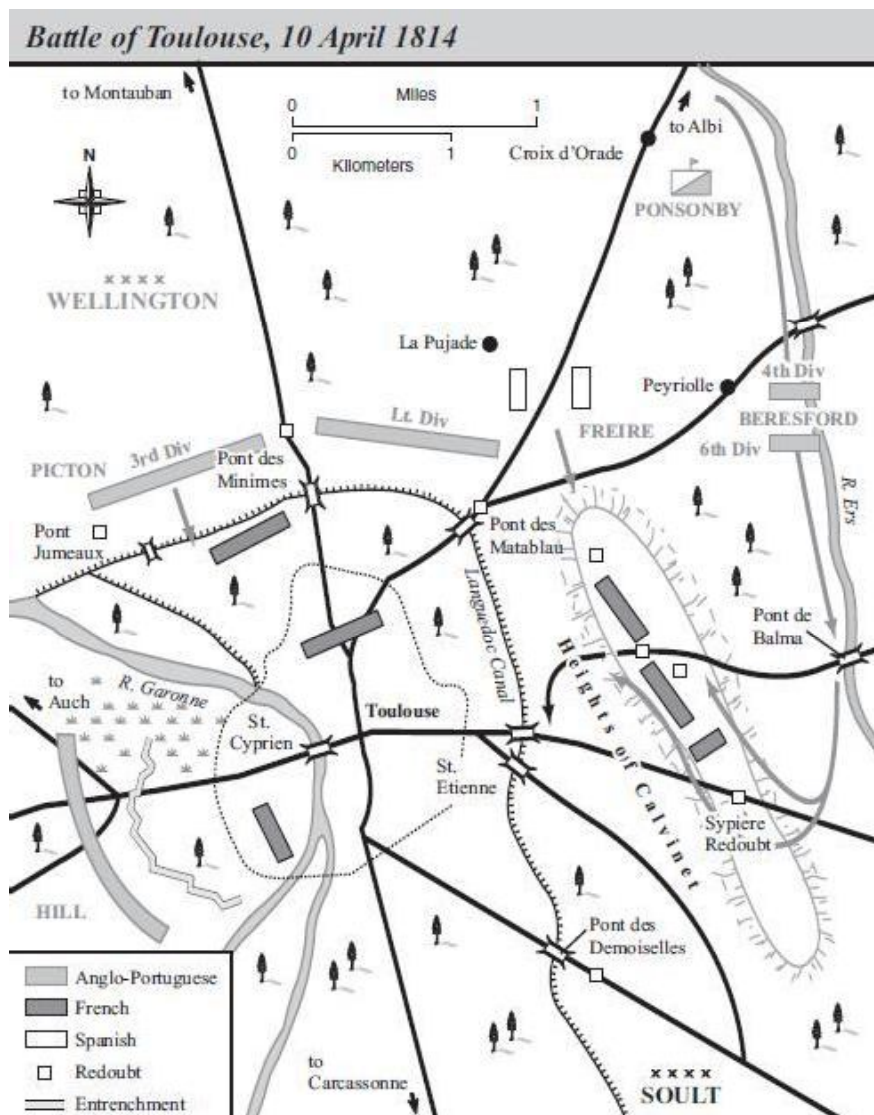 Battle of Toulouse, 10 April 1814
to Montauban
0 Miles 1
0 Kilometers 1
N
to Albi
Croix d'Orade
PONSONBY
x x x x
WELLINGTON
La Pujade
Peyriolle
4th Div
BERESFORD
6th Div
Lt. Div
FREIRE
3rd Div
PICTON
Pont des
Minimes
R. Ers
Pont
Jumeaux
Pont des
Matablau
Languedoc Canal
Pont de
Balma
to
Auch
R. Garonne
Heights of Calvinet
St.
Cyprien
Toulouse
St.
Etienne
Sypière
Redoubt
HILL
Pont des
Demoiselles
Anglo-Portuguese
French
Spanish
Redoubt
Entrenchment
to
Carcassonne
x x x x
SOULT